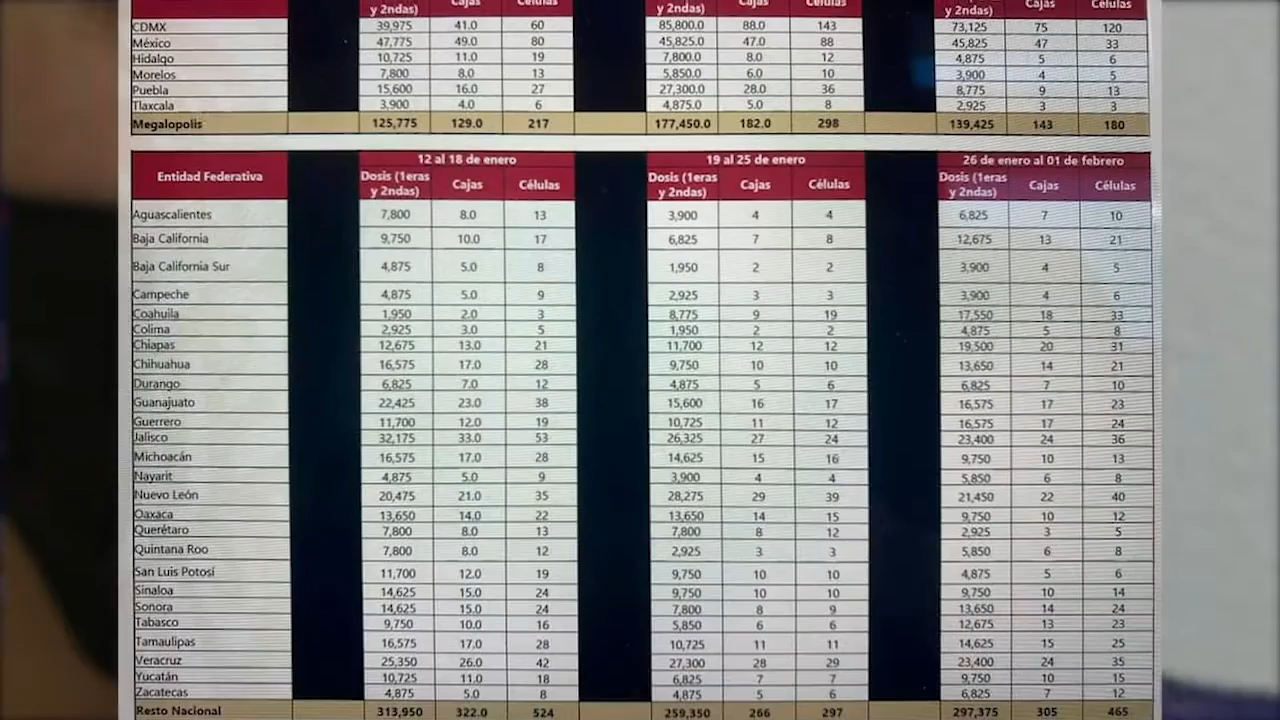 y 2ndas) Cajas Células y 2ndas) Cajas Células y 2ndas) Cajas Células
CDMX 39,975 41.0 60 85,800.0 88.0 143 73,125 75 120
México 47,775 49.0 80 45,825.0 47.0 88 45,825 47 33
Hidalgo 10,725 11.0 19 7,800.0 8.0 12 4,875 5 6
Morelos 7,800 8.0 13 5,850.0 6.0 10 3,900 4 5
Puebla 15,600 16.0 27 27,300.0 28.0 36 8,775 9 13
Tlaxcala 3,900 4.0 6 4,875.0 5.0 8 2,925 3 3
Megalopolis 125,775 129.0 217 177,450.0 182.0 298 139,425 143 180
12 al 18 de enero 19 al 25 de enero 26 de enero al 01 de febrero
Entidad Federativa Dosis (1eras y 2ndas) Cajas Células Dosis (1eras y 2ndas) Cajas Células Dosis (1eras y 2ndas) Cajas Células
Aguascalientes 7,800 8.0 13 3,900 4 4 6,825 7 10
Baja California 9,750 10.0 17 6,825 7 8 12,675 13 21
Baja California Sur 4,875 5.0 8 1,950 2 2 3,900 4 5
Campeche 4,875 5.0 9 2,925 3 3 3,900 4 6
Coahuila 1,950 2.0 3 8,775 9 19 17,550 18 33
Colima 2,925 3.0 5 1,950 2 2 4,875 5 8
Chiapas 12,675 13.0 21 11,700 12 12 19,500 20 31
Chihuahua 16,575 17.0 28 9,750 10 10 13,650 14 21
Durango 6,825 7.0 12 4,875 5 6 6,825 7 10
Guanajuato 22,425 23.0 38 15,600 16 17 16,575 17 23
Guerrero 11,700 12.0 19 10,725 11 12 16,575 17 24
Jalisco 32,175 33.0 53 26,325 27 24 23,400 24 36
Michoacán 16,575 17.0 28 14,625 15 16 9,750 10 13
Nayarit 4,875 5.0 9 3,900 4 4 5,850 6 8
Nuevo León 20,475 21.0 35 28,275 29 39 21,450 22 40
Oaxaca 13,650 14.0 22 13,650 14 15 9,750 10 12
Querétaro 7,800 8.0 13 7,800 8 12 2,925 3 5
Quintana Roo 7,800 8.0 12 2,925 3 3 5,850 6 8
San Luis Potosí 11,700 12.0 19 9,750 10 10 4,875 5 6
Sinaloa 14,625 15.0 24 9,750 10 10 9,750 10 14
Sonora 14,625 15.0 24 7,800 8 9 13,650 14 24
Tabasco 9,750 10.0 16 5,850 6 6 12,675 13 23
Tamaulipas 16,575 17.0 28 10,725 11 11 14,625 15 25
Veracruz 25,350 26.0 42 27,300 28 29 23,400 24 35
Yucatán 10,725 11.0 18 6,825 7 7 9,750 10 15
Zacatecas 4,875 5.0 8 4,875 5 6 6,825 7 12
Resto Nacional 313,950 322.0 524 259,350 266 297 297,375 305 465